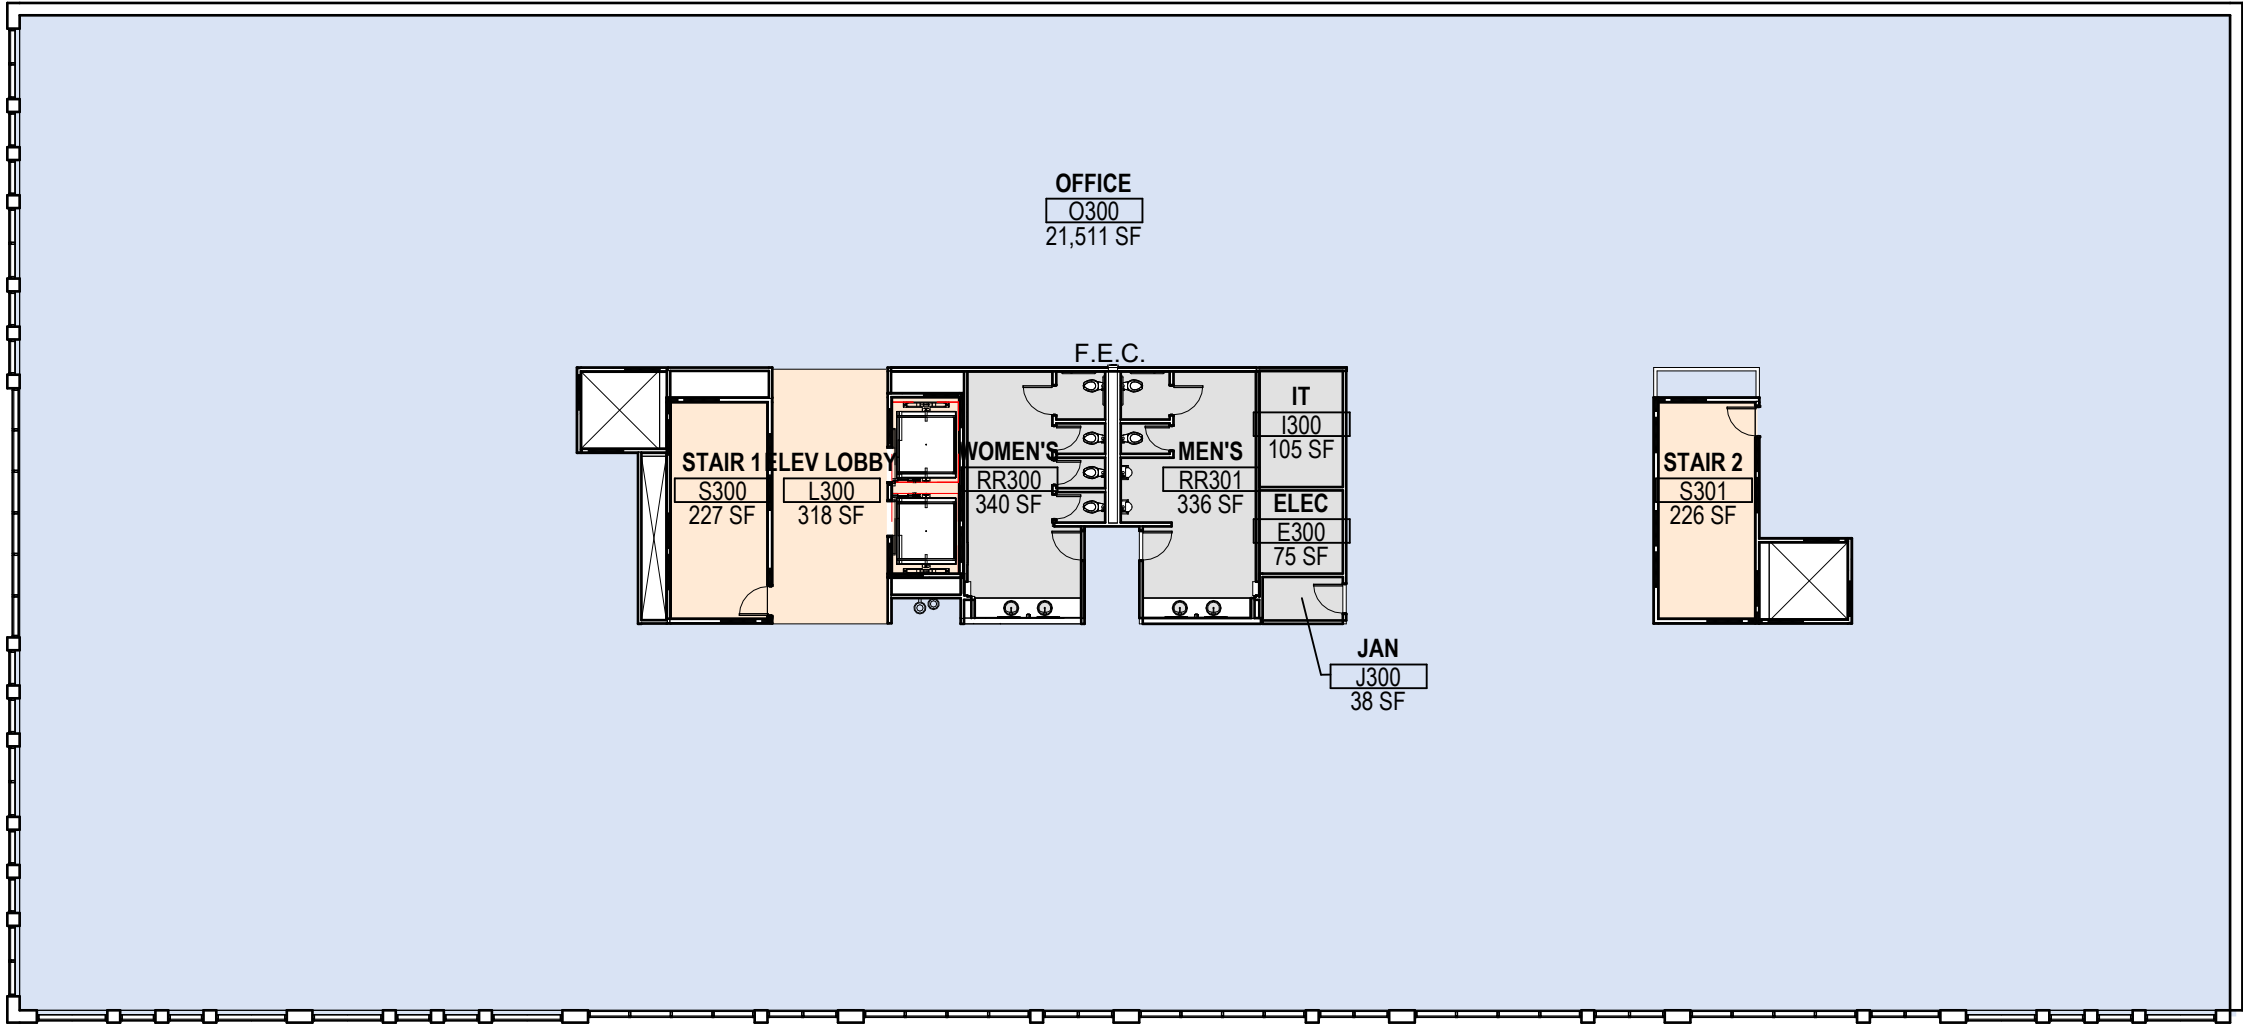 OFFICE
O300
21,511 SF
F.E.C.
STAIR 1
S300
227 SF
ELEV LOBBY
L300
318 SF
WOMEN'S
RR300
340 SF
MEN'S
RR301
336 SF
IT
I300
105 SF
ELEC
E300
75 SF
JAN
J300
38 SF
STAIR 2
S301
226 SF